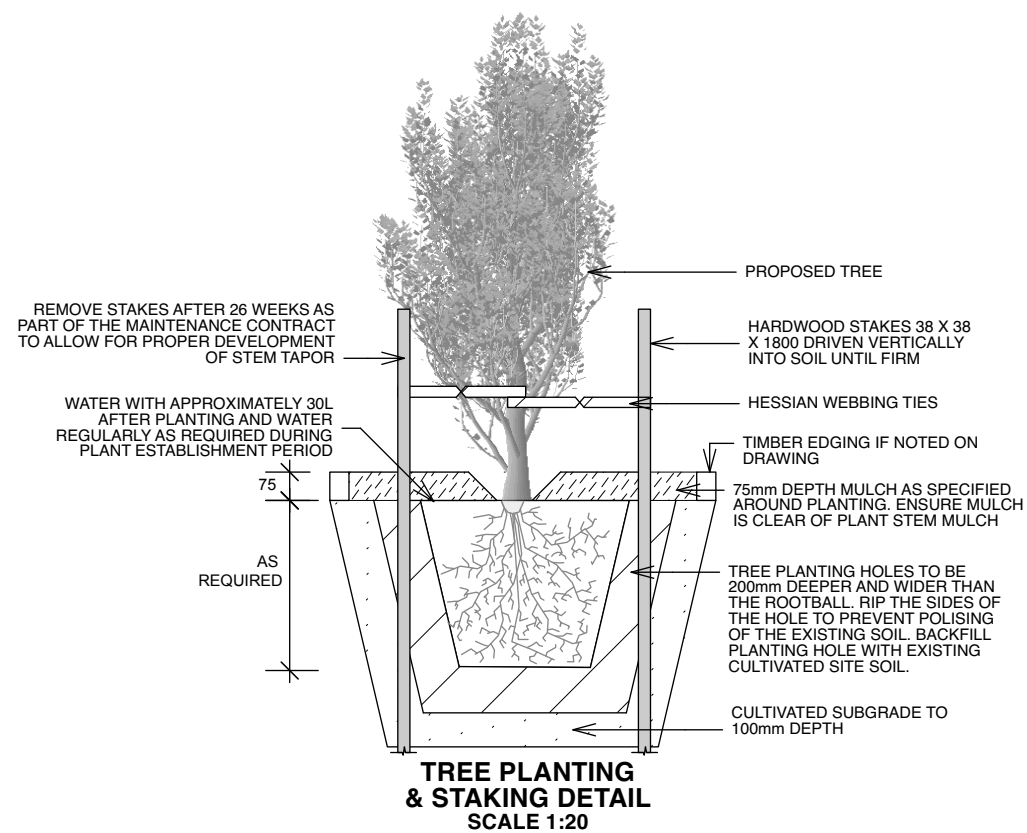 PROPOSED TREE
REMOVE STAKES AFTER 26 WEEKS AS
PART OF THE MAINTENANCE CONTRACT
TO ALLOW FOR PROPER DEVELOPMENT
OF STEM TAPOR
HARDWOOD STAKES 38 X 38
X 1800 DRIVEN VERTICALLY
INTO SOIL UNTIL FIRM
WATER WITH APPROXIMATELY 30L
AFTER PLANTING AND WATER
REGULARLY AS REQUIRED DURING
PLANT ESTABLISHMENT PERIOD
HESSIAN WEBBING TIES
TIMBER EDGING IF NOTED ON
DRAWING
75
75mm DEPTH MULCH AS SPECIFIED
AROUND PLANTING. ENSURE MULCH
IS CLEAR OF PLANT STEM MULCH
AS
REQUIRED
TREE PLANTING HOLES TO BE
200mm DEEPER AND WIDER THAN
THE ROOTBALL. RIP THE SIDES OF
THE HOLE TO PREVENT POLISING
OF THE EXISTING SOIL. BACKFILL
PLANTING HOLE WITH EXISTING
CULTIVATED SITE SOIL.
CULTIVATED SUBGRADE TO
100mm DEPTH
TREE PLANTING
& STAKING DETAIL
SCALE 1:20